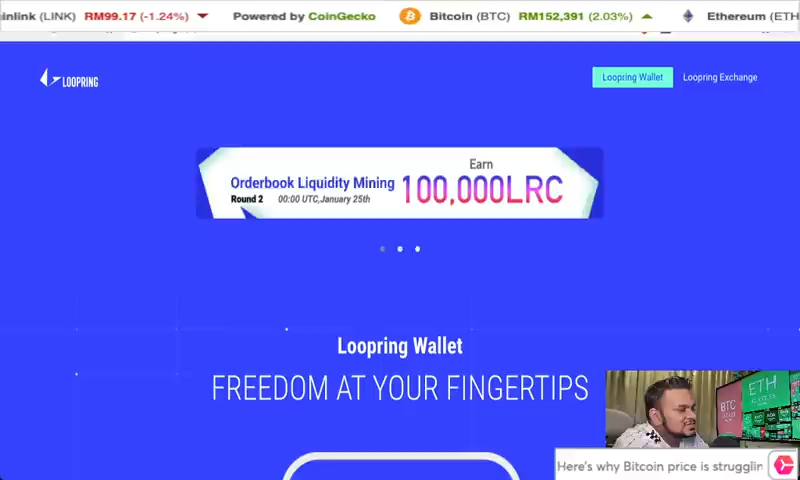 inlink (LINK) RM99.17 (-1.24%) Powered by CoinGecko Bitcoin (BTC) RM152,391 (2.03%) Ethereum (ETH
LOOPRING
Loopring Wallet Loopring Exchange
Earn
Orderbook Liquidity Mining
100,000LRC
Round 2 00:00 UTC,January 25th
Loopring Wallet
FREEDOM AT YOUR FINGERTIPS
BTC
ETH
Here's why Bitcoin price is strugglin